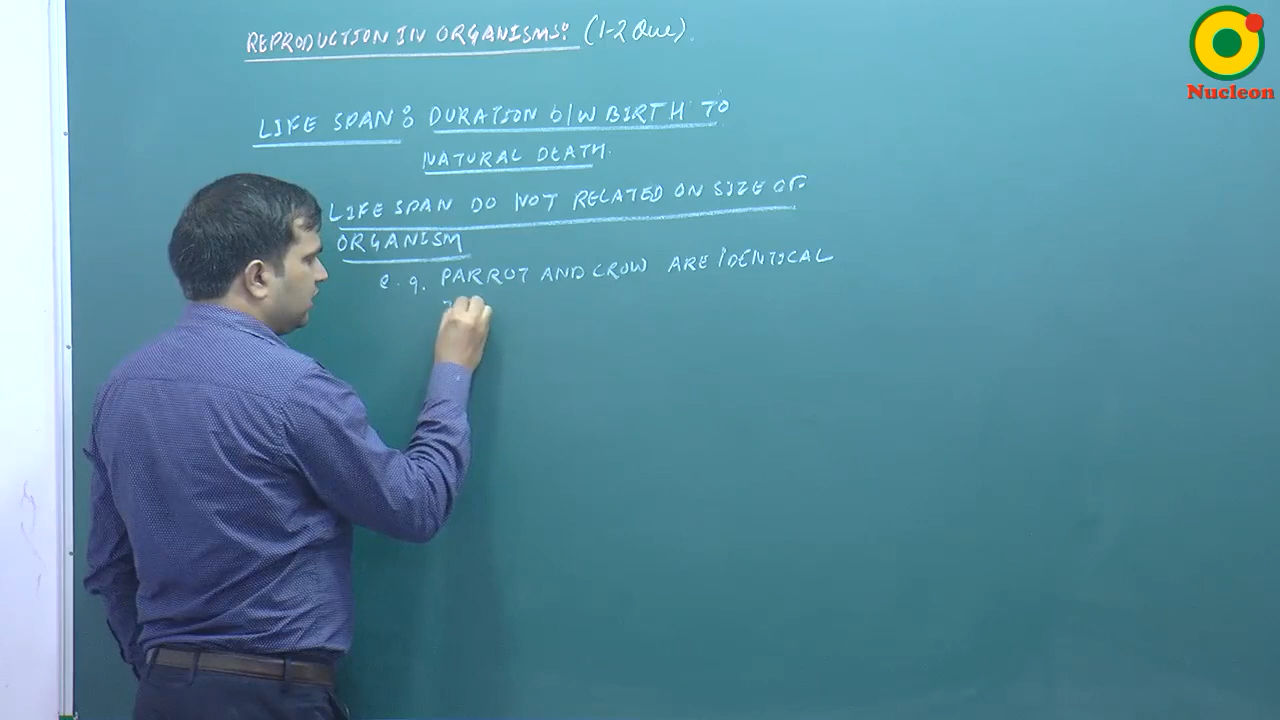 REPRODUCTION IN ORGANISMS: (1-2 Que).
Nucleon
LIFE SPAN: DURATION b/W BIRTH TO
NATURAL DEATH.
LIFE SPAN DO NOT RELATED ON SIZE OF
ORGANISM
e.g. PARROT AND CROW ARE IDENTICAL